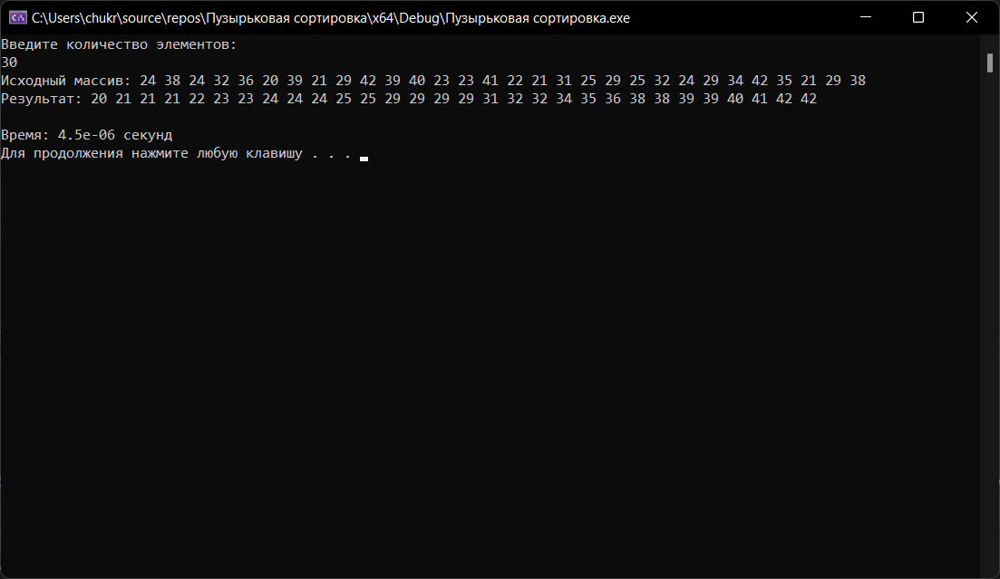 C:\Users\chukr\source\repos\Пузырьковая сортировка\x64\Debug\Пузырьковая сортировка.exe
Введите количество элементов:
30
Исходный массив: 24 38 24 32 36 20 39 21 29 42 39 40 23 23 41 22 21 31 25 29 25 32 24 29 34 42 35 21 29 38
Результат: 20 21 21 21 22 23 23 24 24 24 25 25 29 29 29 29 31 32 32 34 35 36 38 38 39 39 40 41 42 42
Время: 4.5e-06 секунд
Для продолжения нажмите любую клавишу . . .